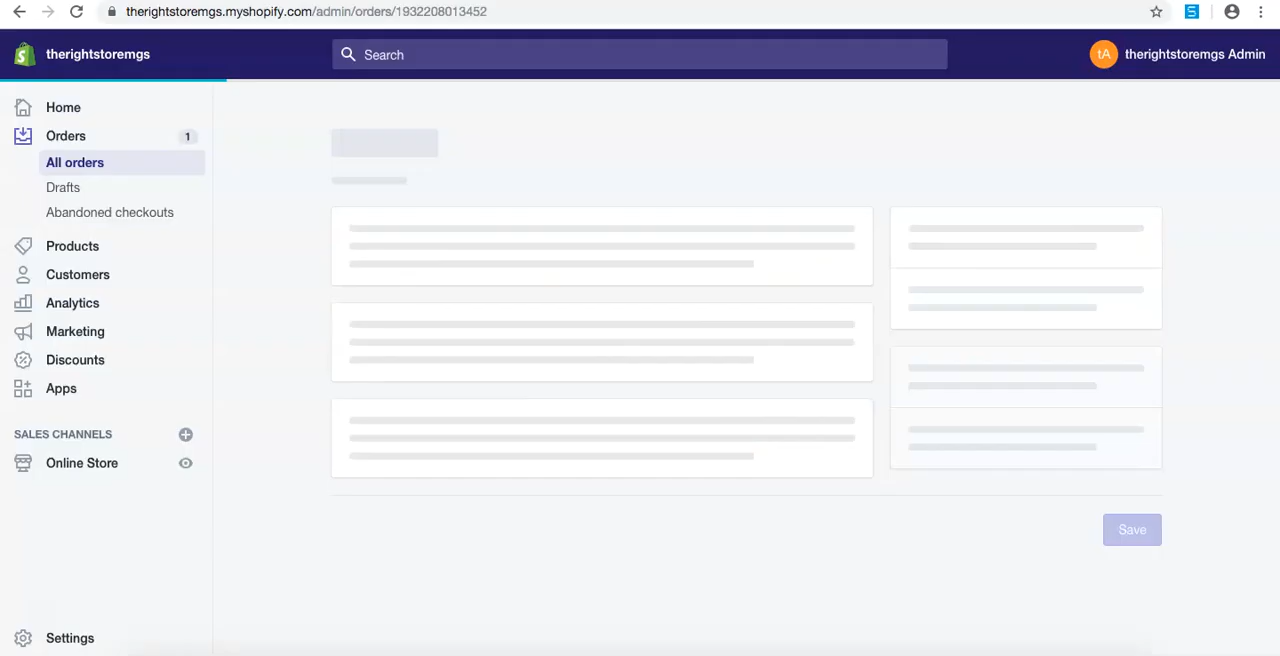 therightstoremgs.myshopify.com/admin/orders/1932208013452
therightstoremgs
Search
tA
therightstoremgs Admin
Home
Orders
1
All orders
Drafts
Abandoned checkouts
Products
Customers
Analytics
Marketing
Discounts
Apps
SALES CHANNELS
Online Store
Save
Settings